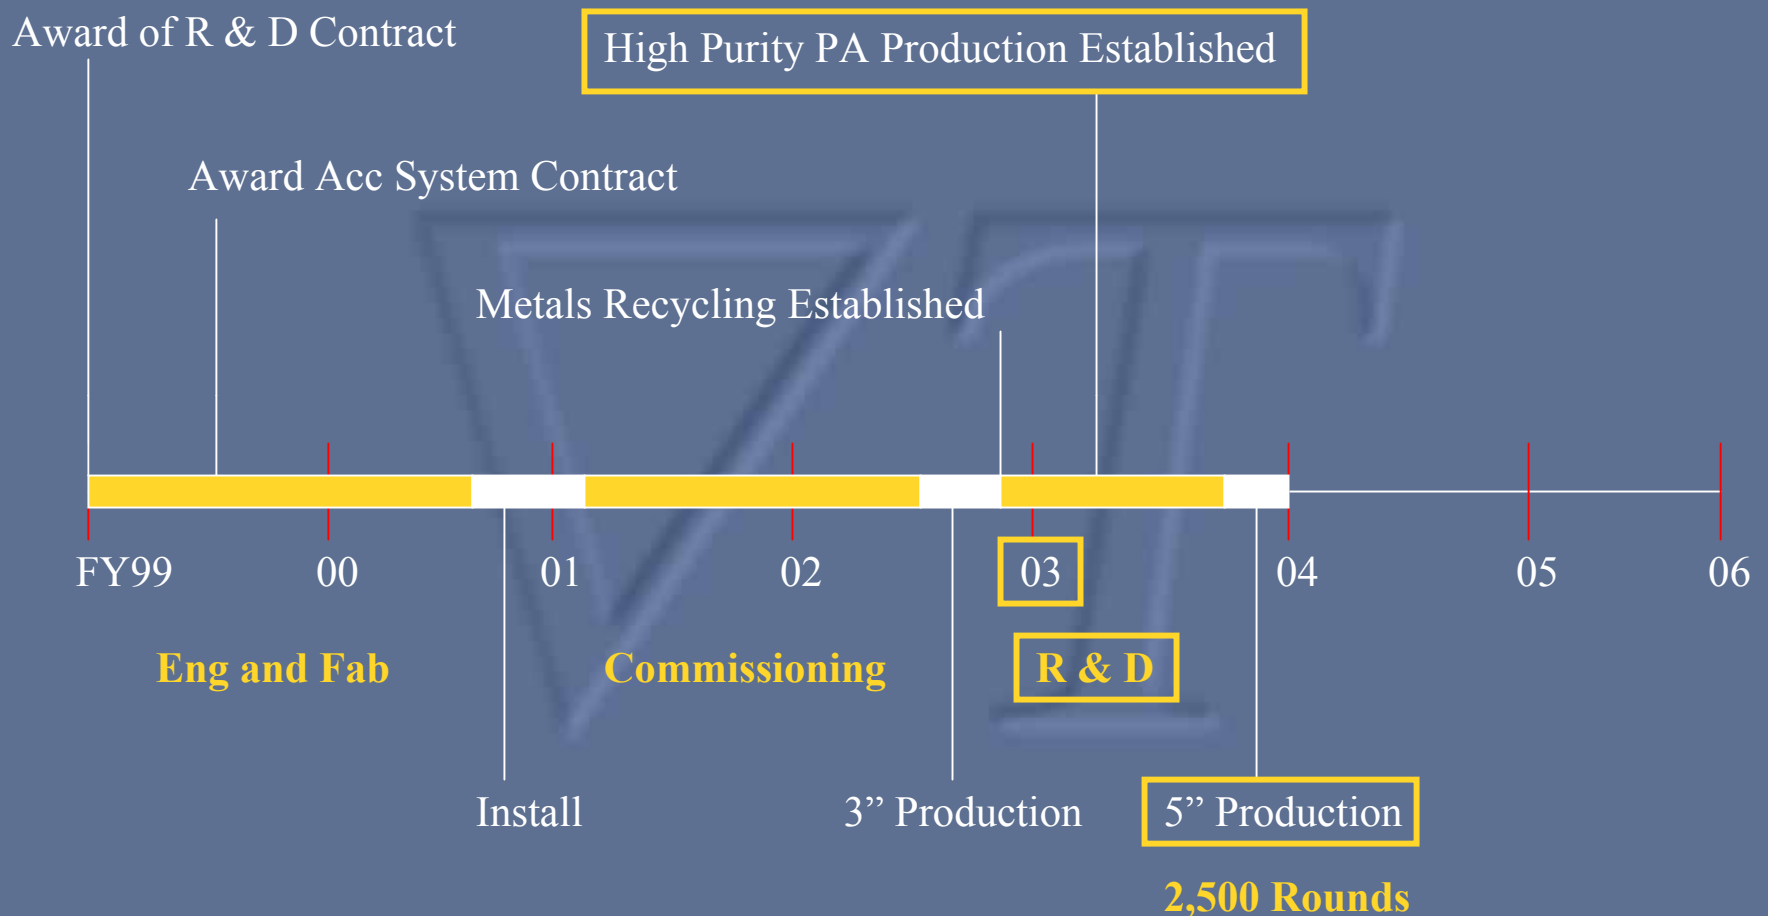 Award of R & D Contract
High Purity PA Production Established
Award Acc System Contract
Metals Recycling Established
FY99 00 01 02 03 04 05 06
Eng and Fab Commissioning R & D
Install 3” Production 5” Production
2,500 Rounds
VT